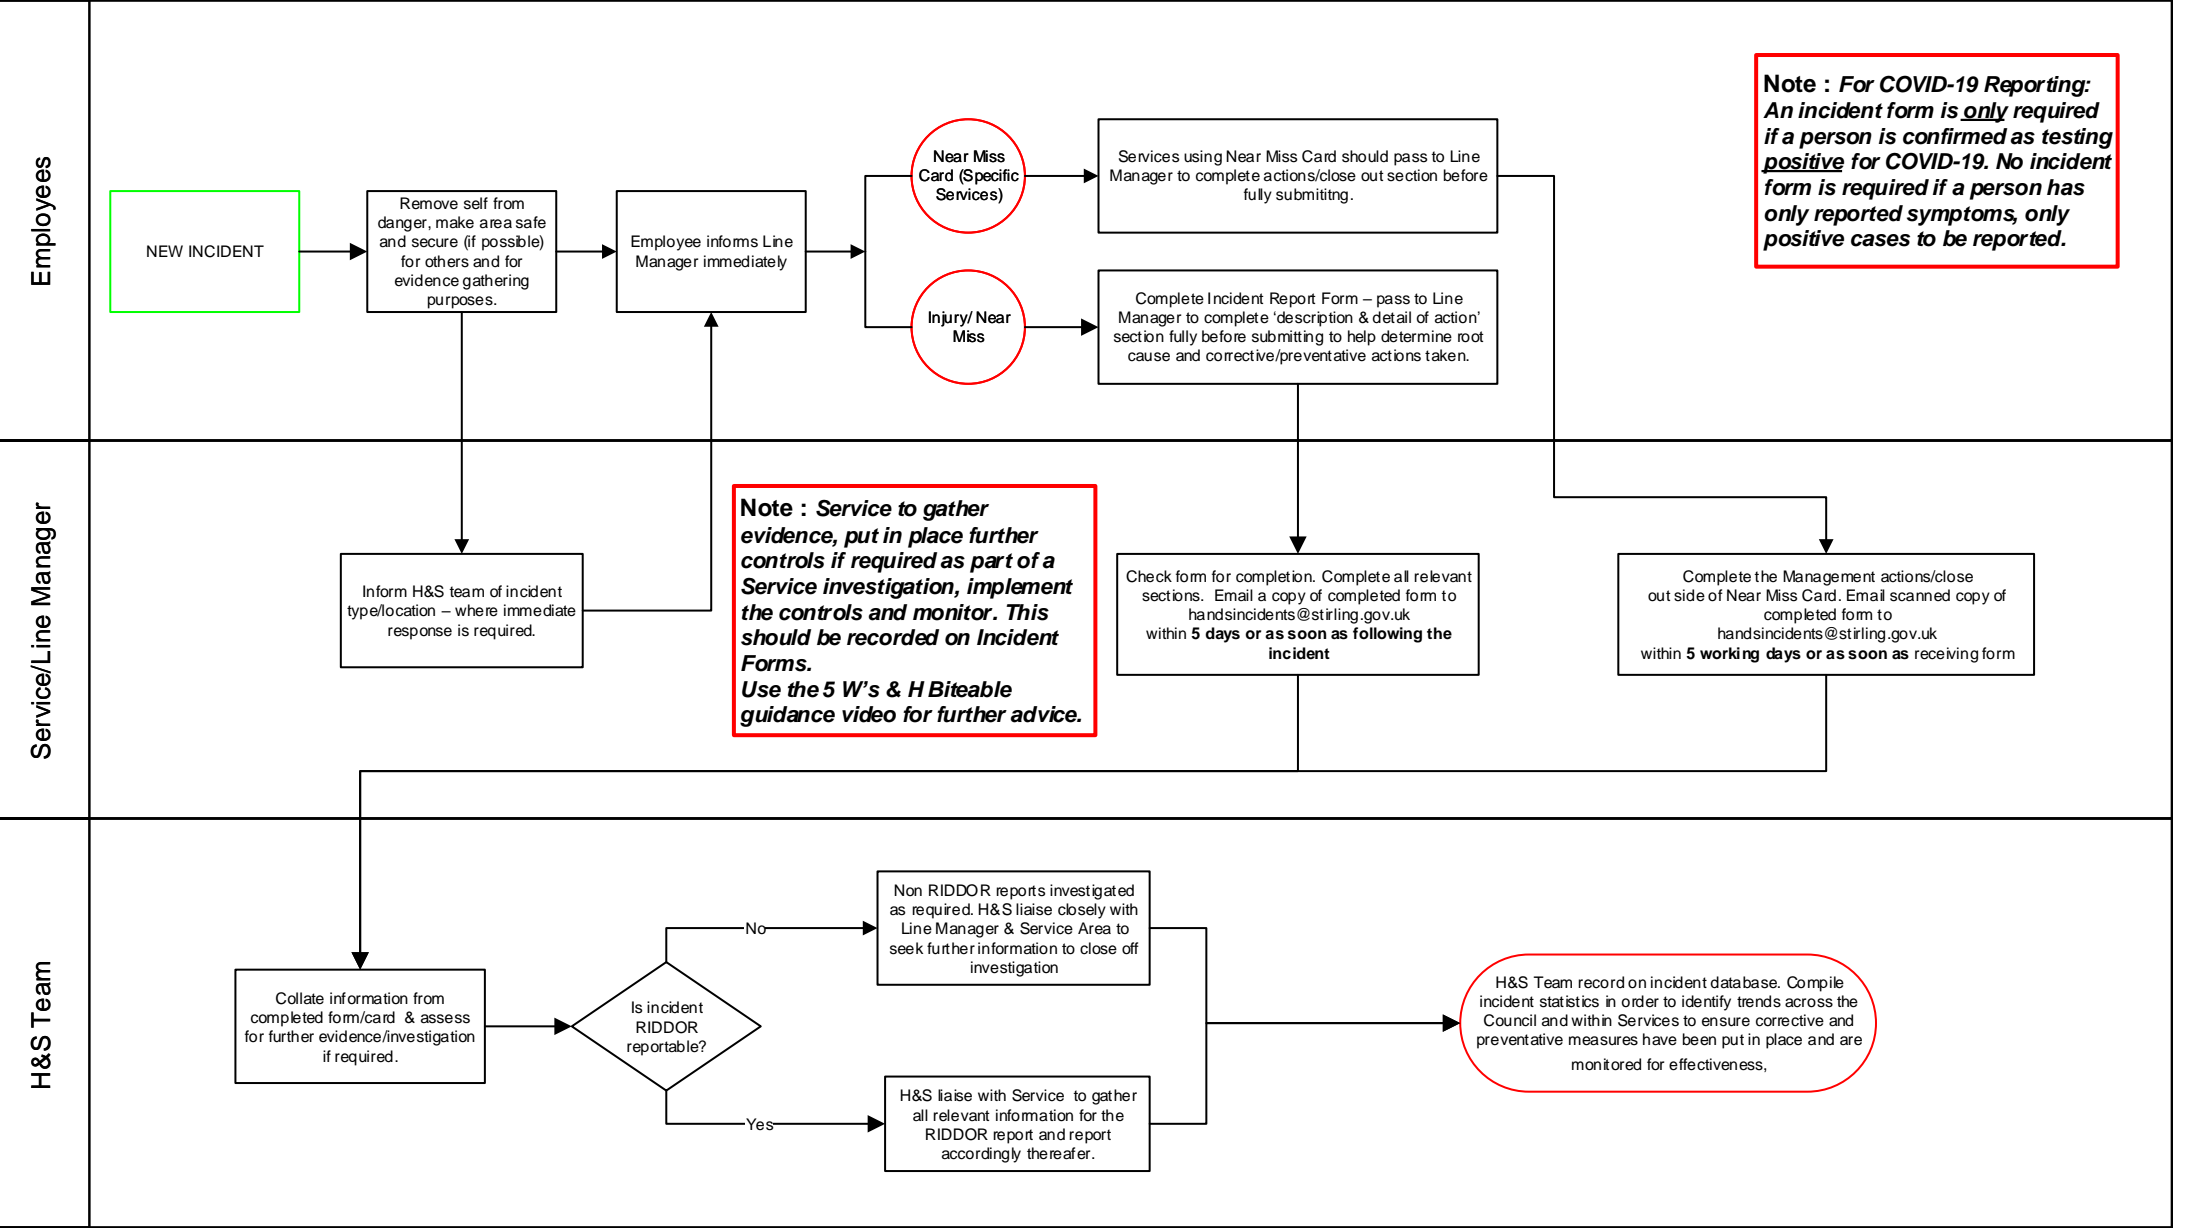 Employees
NEW INCIDENT
Remove self from
danger, make area safe
and secure (if possible)
for others and for
evidence gathering
purposes.
Employee informs Line
Manager immediately
Near Miss
Card (Specific
Services)
Services using Near Miss Card should pass to Line
Manager to complete actions/close out section before
fully submititng.
Injury/ Near
Miss
Complete Incident Report Form – pass to Line
Manager to complete ‘description & detail of action’
section fully before submitting to help determine root
cause and corrective/preventative actions taken.
Note : For COVID-19 Reporting:
An incident form is only required
if a person is confirmed as testing
positive for COVID-19. No incident
form is required if a person has
only reported symptoms, only
positive cases to be reported.
Service/Line Manager
Inform H&S team of incident
type/location – where immediate
response is required.
Note : Service to gather
evidence, put in place further
controls if required as part of a
Service investigation, implement
the controls and monitor. This
should be recorded on Incident
Forms.
Use the 5 W’s & H Biteable
guidance video for further advice.
Check form for completion. Complete all relevant
sections. Email a copy of completed form to
handsincidents@stirling.gov.uk
within 5 days or as soon as following the
incident
Complete the Management actions/close
out side of Near Miss Card. Email scanned copy of
completed form to
handsincidents@stirling.gov.uk
within 5 working days or as soon as receiving form
H&S Team
Collate information from
completed form/card & assess
for further evidence/investigation
if required.
Is incident
RIDDOR
reportable?
No
Non RIDDOR reports investigated
as required. H&S liaise closely with
Line Manager & Service Area to
seek further information to close off
investigation
Yes
H&S liaise with Service to gather
all relevant information for the
RIDDOR report and report
accordingly thereafer.
H&S Team record on incident database. Compile
incident statistics in order to identify trends across the
Council and within Services to ensure corrective and
preventative measures have been put in place and are
monitored for effectiveness,